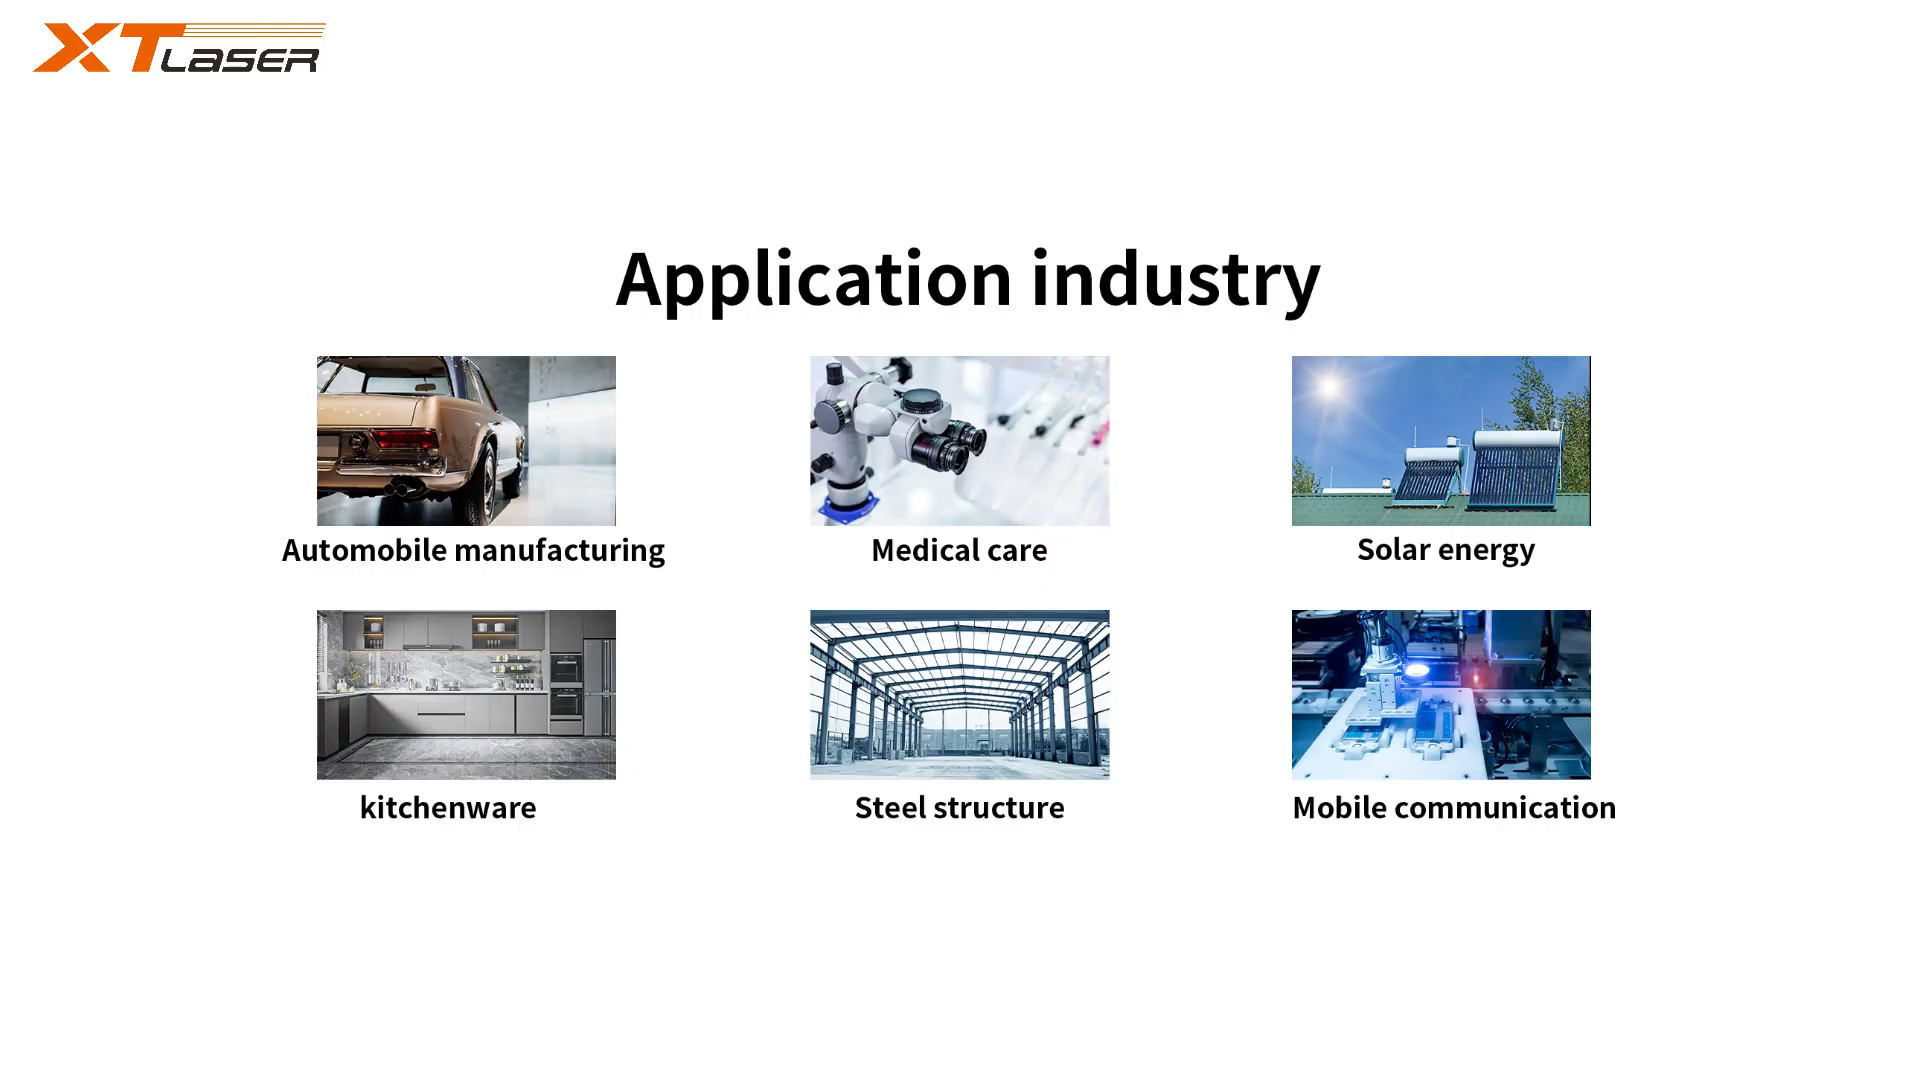 XT LASER
Application industry
Automobile manufacturing
Medical care
Solar energy
kitchenware
Steel structure
Mobile communication